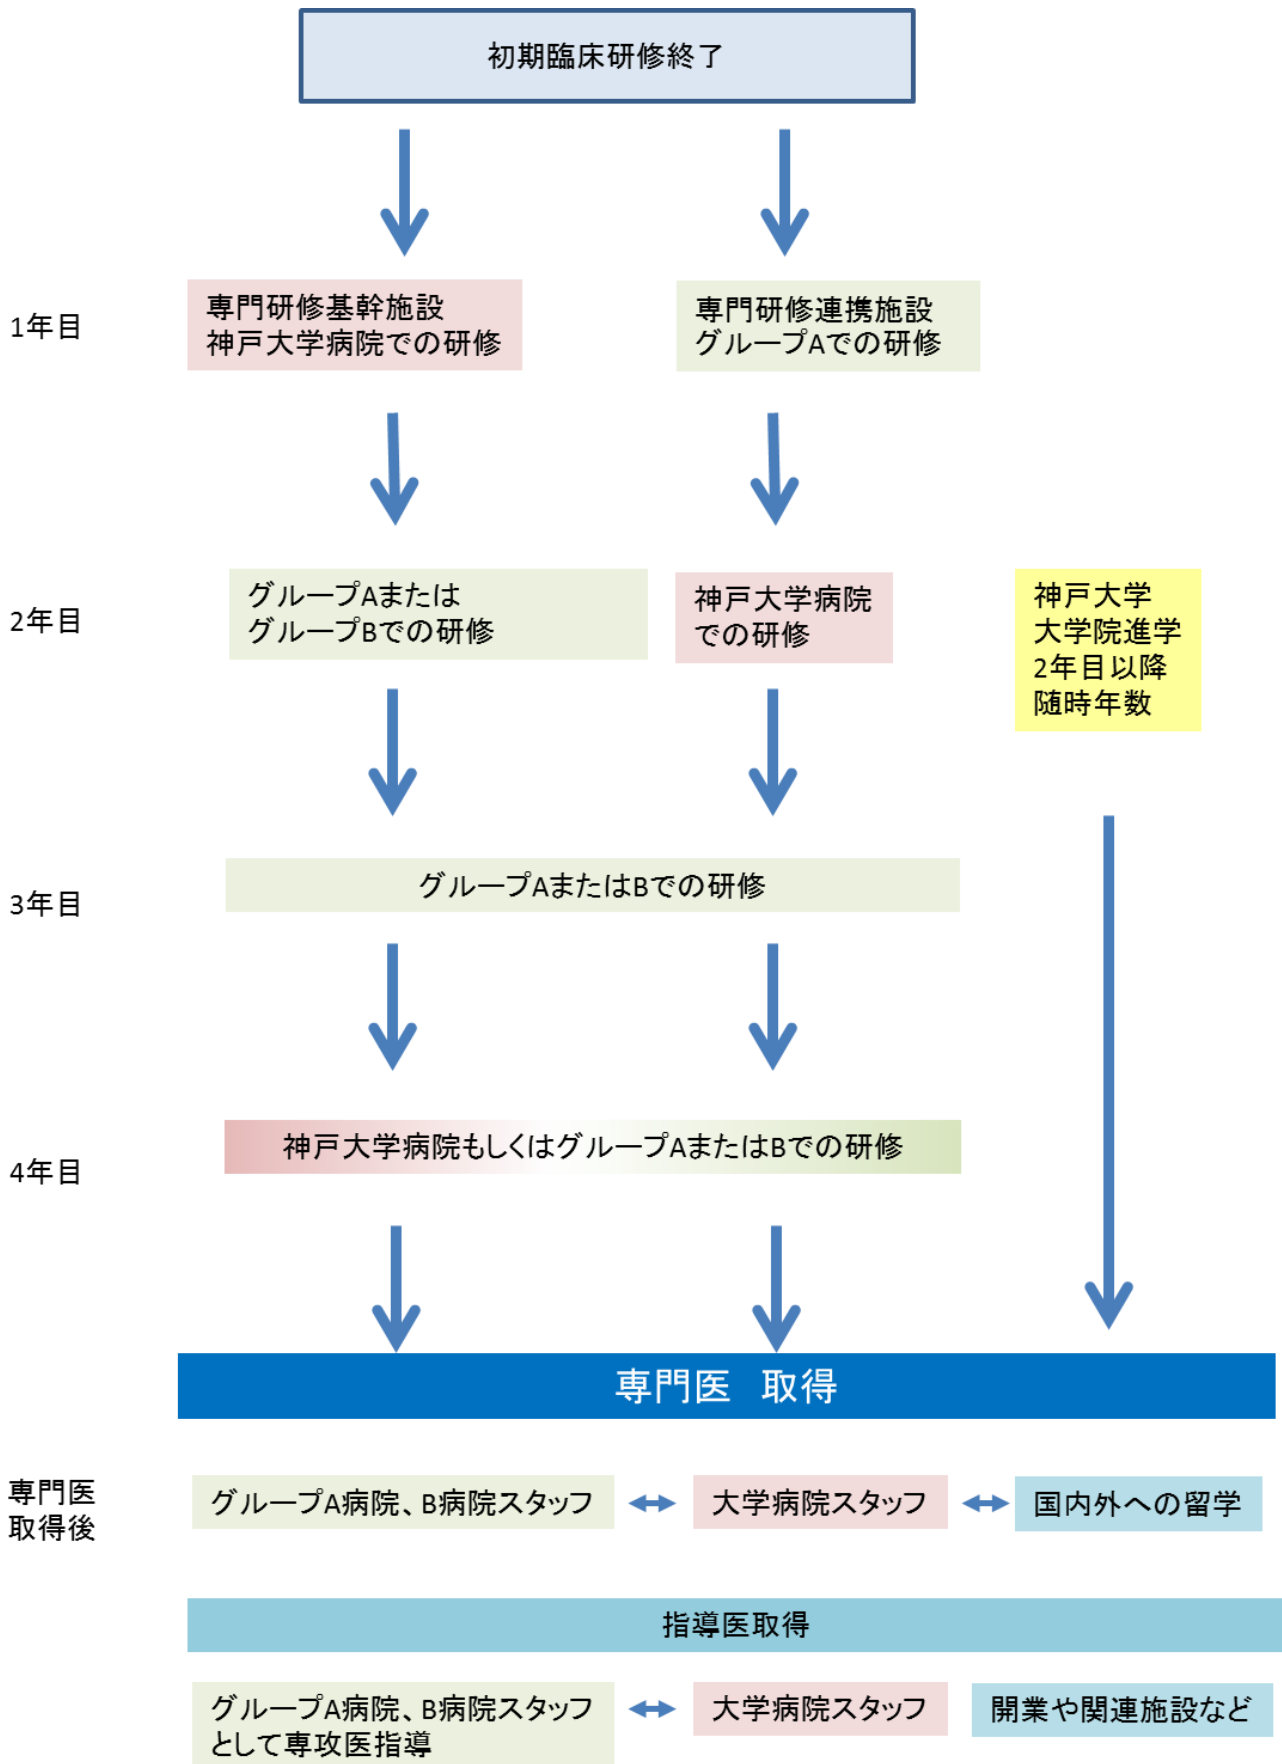 初期臨床研修終了
1年目
専門研修基幹施設
神戸大学病院での研修
専門研修連携施設
グループAでの研修
2年目
グループAまたは
グループBでの研修
神戸大学病院
での研修
神戸大学
大学院進学
2年目以降
随時年数
3年目
グループAまたはBでの研修
4年目
神戸大学病院もしくはグループAまたはBでの研修
専門医　取得
専門医
取得後
グループA病院、B病院スタッフ
大学病院スタッフ
国内外への留学
指導医取得
グループA病院、B病院スタッフ
として専攻医指導
大学病院スタッフ
開業や関連施設など